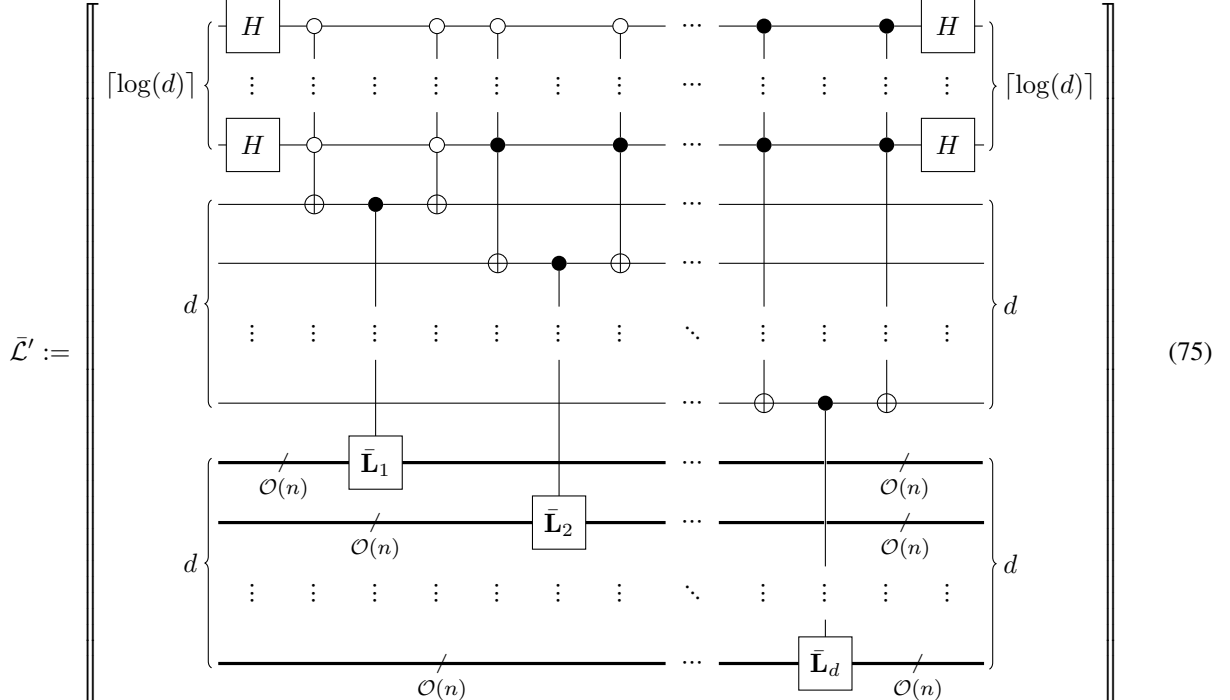 H ... H
⌈log(d)⌉ ⋮ ⋮ ⋮ ⋮ ⋮ ⋮ ⋮ ... ⋮ ⋮ ⋮ ⋮ ⌈log(d)⌉
H ... H
...
...
d ⋮ ⋮ ⋮ ⋮ ⋮ ⋮ ⋮ ⋱ ⋮ ⋮ ⋮ ⋮ d
𝓛̄′ := (75)
...
L̄₁ ...
𝒪(n) 𝒪(n)
L̄₂ ...
𝒪(n) 𝒪(n)
d ⋮ ⋮ ⋮ ⋮ ⋮ ⋮ ⋮ ⋱ ⋮ ⋮ ⋮ ⋮ d
... L̄_d
𝒪(n) 𝒪(n)